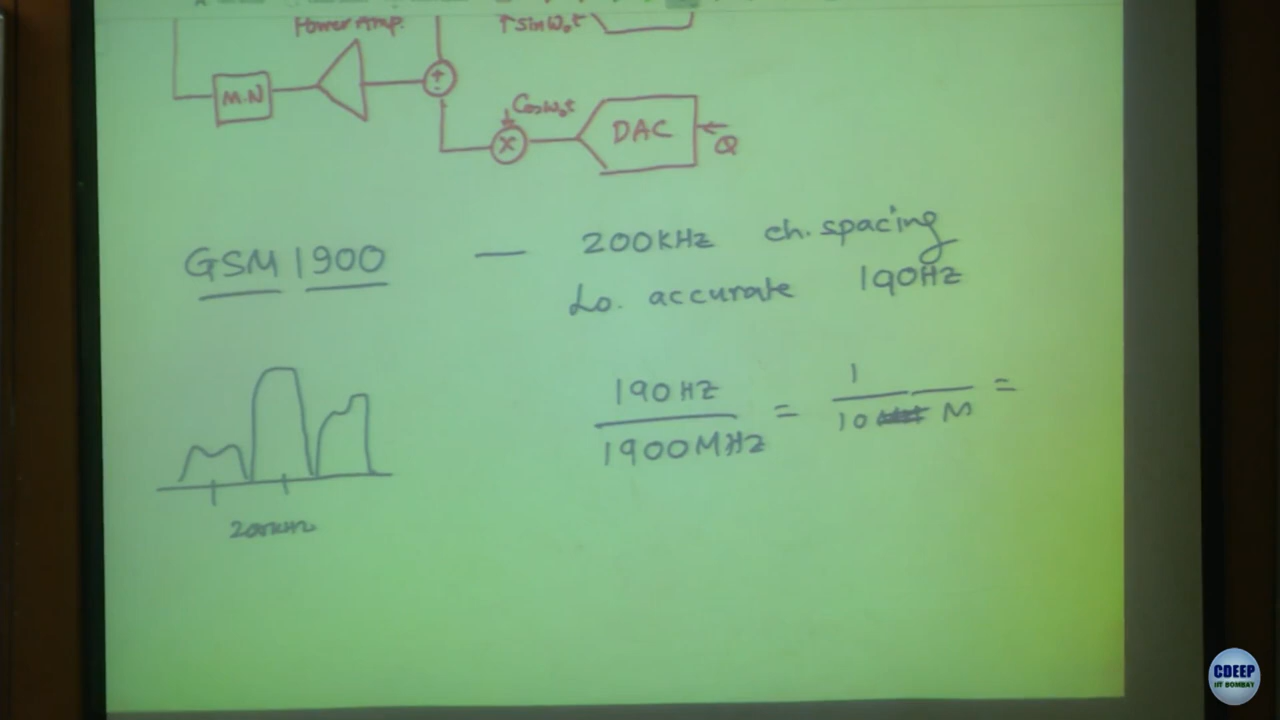 Power Amp.
↑ sinω₀t
M.N
+
-
Cosω₀t
X
DAC
Q
GSM 1900 — 200KHz ch. spacing
Lo. accurate 190Hz
190HZ / 1900MHZ = 1 / 10 M =
200KHz
CDEEP
IIT BOMBAY